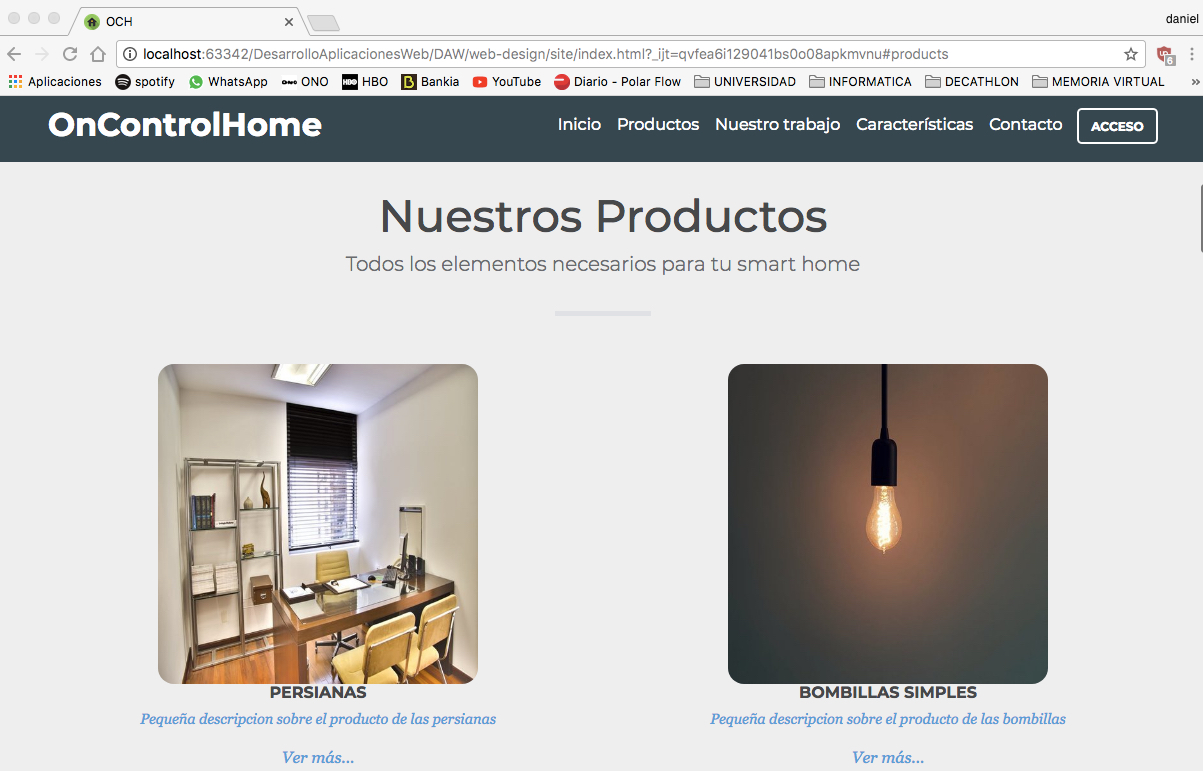 OCH
daniel
localhost:63342/DesarrolloAplicacionesWeb/DAW/web-design/site/index.html?_ijt=qvfea6i129041bs0o08apkmvnu#products
6
Aplicaciones spotify WhatsApp ONO HBO Bankia YouTube Diario - Polar Flow UNIVERSIDAD INFORMATICA DECATHLON MEMORIA VIRTUAL »
OnControlHome
Inicio Productos Nuestro trabajo Características Contacto ACCESO
Nuestros Productos
Todos los elementos necesarios para tu smart home
PERSIANAS
Pequeña descripcion sobre el producto de las persianas
Ver más...
BOMBILLAS SIMPLES
Pequeña descripcion sobre el producto de las bombillas
Ver más...